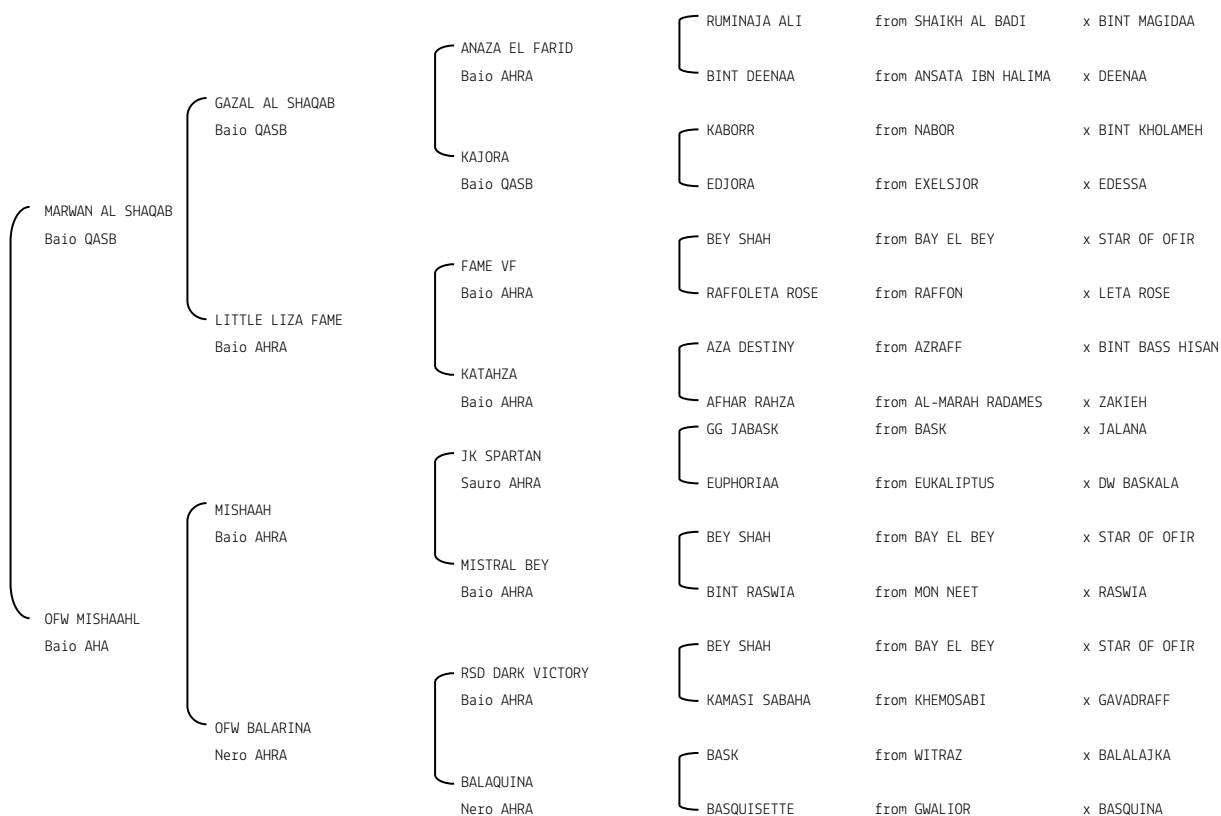 RUMINAJA ALI from SHAIKH AL BADI x BINT MAGIDAA
ANAZA EL FARID
Baio AHRA BINT DEENAA from ANSATA IBN HALIMA x DEENAA
GAZAL AL SHAQAB
Baio QASB KABORR from NABOR x BINT KHOLAMEH
KAJORA
Baio QASB EDJORA from EXELSJOR x EDESSA
MARWAN AL SHAQAB
Baio QASB BEY SHAH from BAY EL BEY x STAR OF OFIR
FAME VF
Baio AHRA RAFFOLETA ROSE from RAFFON x LETA ROSE
LITTLE LIZA FAME
Baio AHRA AZA DESTINY from AZRAFF x BINT BASS HISAN
KATAHZA
Baio AHRA AFHAR RAHZA from AL-MARAH RADAMES x ZAKIEH
GG JABASK from BASK x JALANA
JK SPARTAN
Sauro AHRA EUPHORIAA from EUKALIPTUS x DW BASKALA
MISHAAH
Baio AHRA BEY SHAH from BAY EL BEY x STAR OF OFIR
MISTRAL BEY
Baio AHRA BINT RASWIA from MON NEET x RASWIA
OFW MISHAAHL
Baio AHA BEY SHAH from BAY EL BEY x STAR OF OFIR
RSD DARK VICTORY
Baio AHRA KAMASI SABAHA from KHEMOSABI x GAVADRAFF
OFW BALARINA
Nero AHRA BASK from WITRAZ x BALALAJKA
BALAQUINA
Nero AHRA BASQUISETTE from GWALIOR x BASQUINA